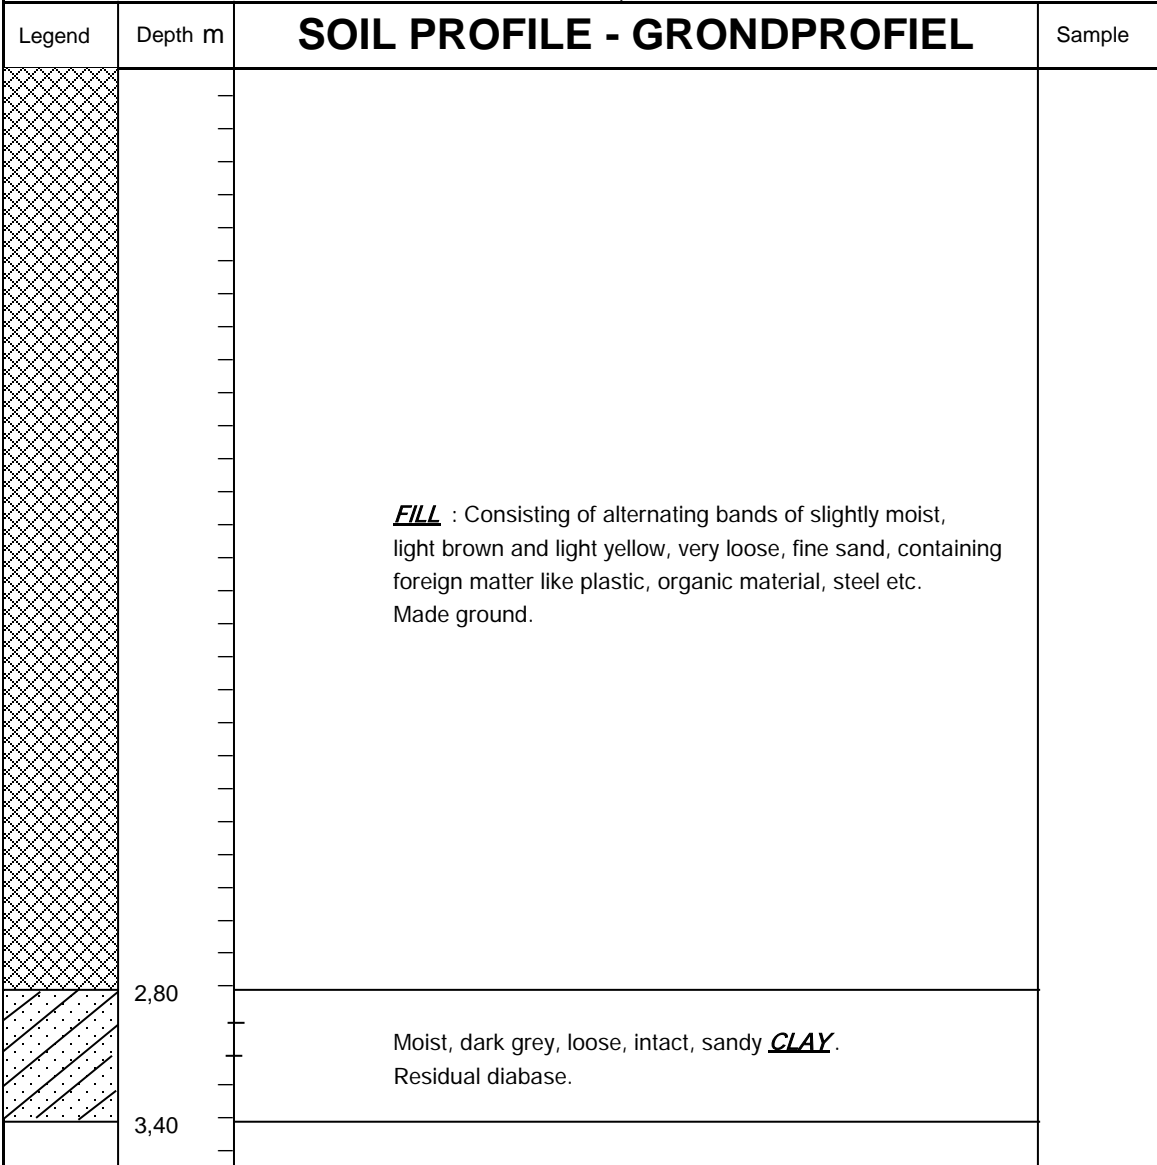 Legend Depth m SOIL PROFILE - GRONDPROFIEL Sample
FILL : Consisting of alternating bands of slightly moist,
light brown and light yellow, very loose, fine sand, containing
foreign matter like plastic, organic material, steel etc.
Made ground.
2,80
Moist, dark grey, loose, intact, sandy CLAY.
Residual diabase.
3,40